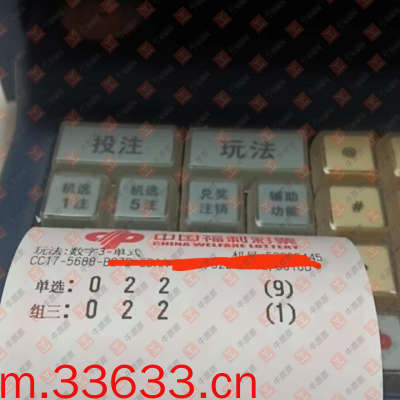 投注 玩法
机选 机选 兑奖 辅助 @
1注 5注 注销 功能 #
中国福利彩票
CHINA WELFARE LOTTERY
玩法:数字3-单式
单选: 0 2 2 (9)
组三: 0 2 2 (1)
m.33633.cn